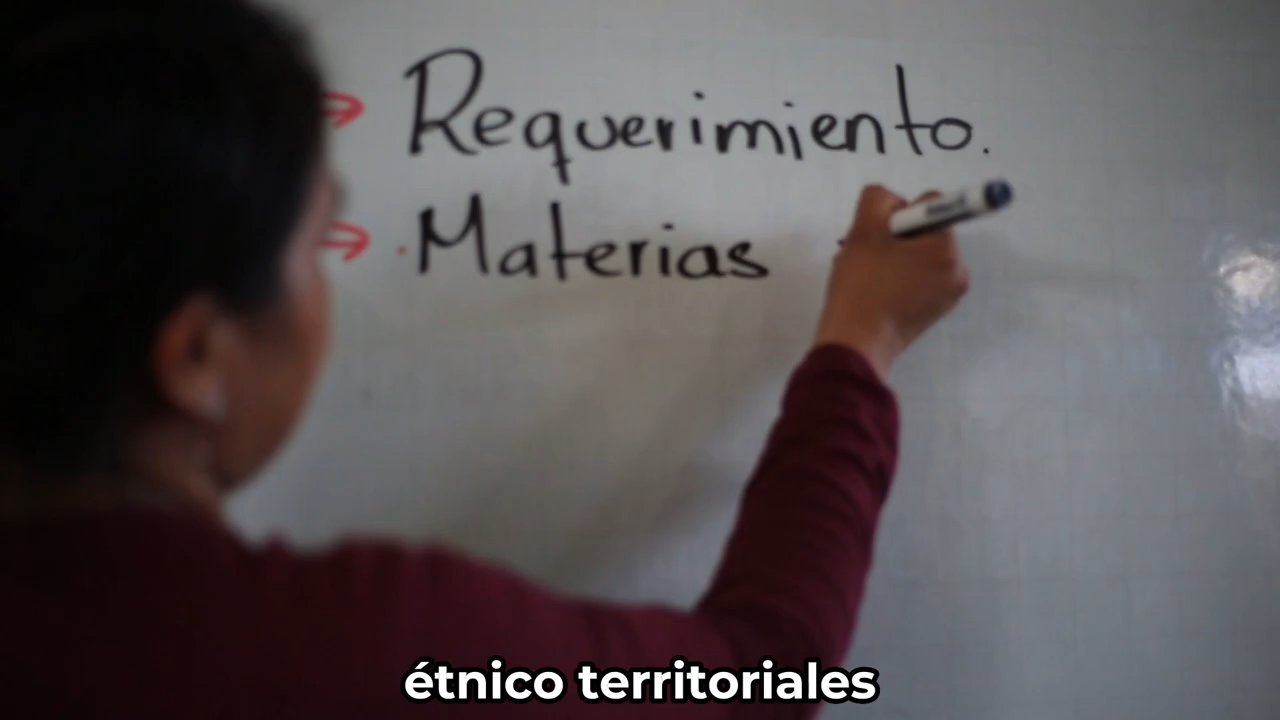 Requerimiento.
Materias
étnico territoriales